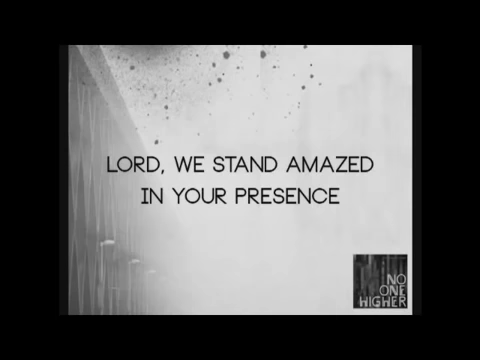 LORD, WE STAND AMAZED
IN YOUR PRESENCE
NO
ONE
HIGHER